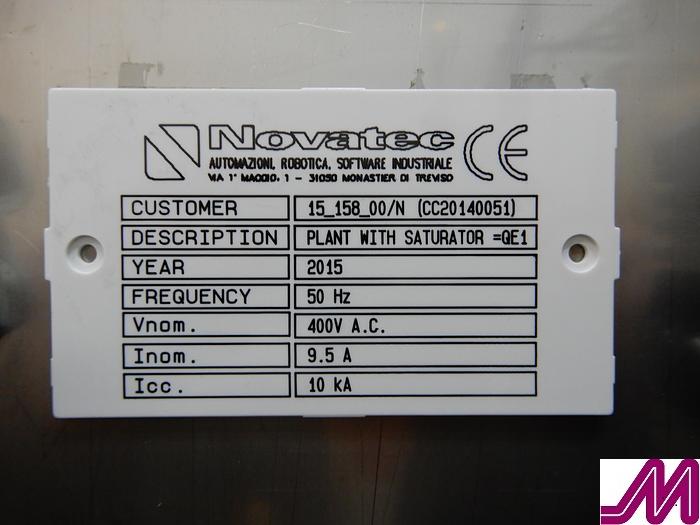 Novatec
AUTOMAZIONI, ROBOTICA, SOFTWARE INDUSTRIALE
VIA 1° MAGGIO, 1 - 31050 MONASTIER DI TREVISO
CE
CUSTOMER 15_158_00/N (CC20140051)
DESCRIPTION PLANT WITH SATURATOR =QE1
YEAR 2015
FREQUENCY 50 Hz
Vnom. 400V A.C.
Inom. 9.5 A
Icc. 10 kA
M